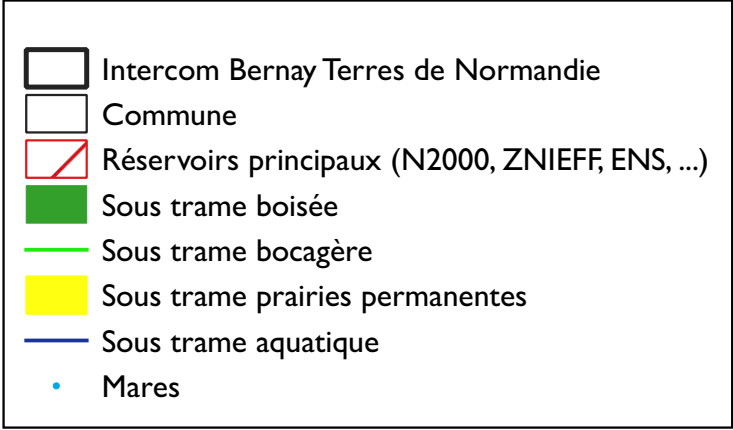 Intercom Bernay Terres de Normandie
Commune
Réservoirs principaux (N2000, ZNIEFF, ENS, ...)
Sous trame boisée
Sous trame bocagère
Sous trame prairies permanentes
Sous trame aquatique
Mares